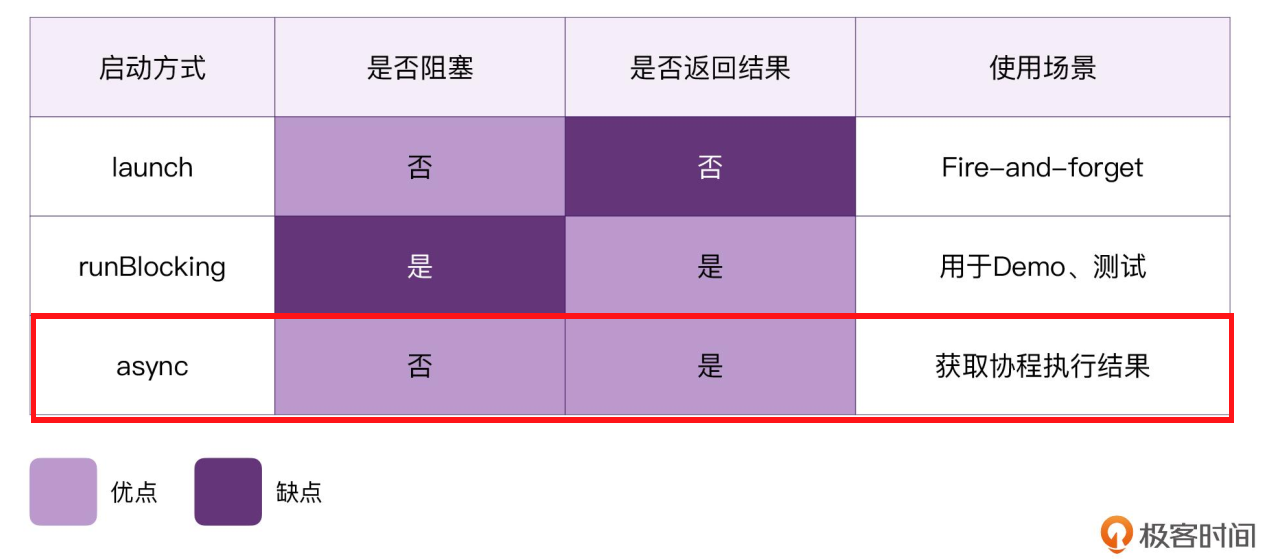 启动方式 是否阻塞 是否返回结果 使用场景
launch 否 否 Fire-and-forget
runBlocking 是 是 用于Demo、测试
async 否 是 获取协程执行结果
优点 缺点
极客时间